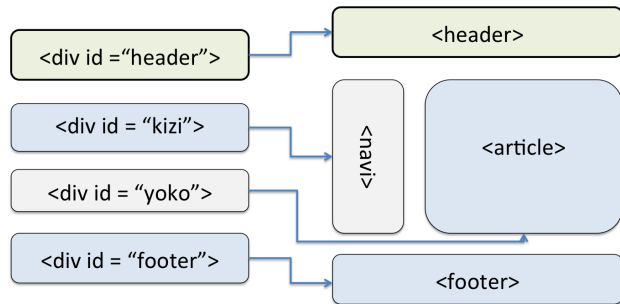 <div id ="header">
<header>
<div id = "kizi">
<navi>
<article>
<div id = "yoko">
<div id = "footer">
<footer>